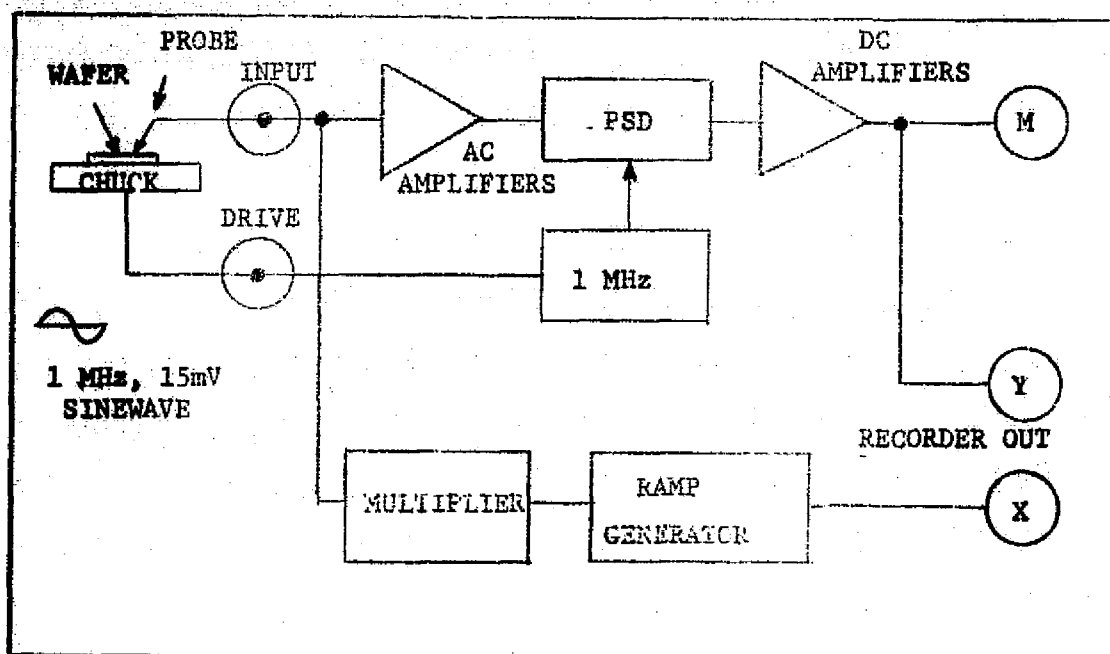 PROBE
WAFER
INPUT
DC
AMPLIFIERS
PSD
M
AC
AMPLIFIERS
CHUCK
DRIVE
1 MHz
1 MHz, 15mV
SINEWAVE
Y
RECORDER OUT
MULTIPLIER
RAMP
GENERATOR
X